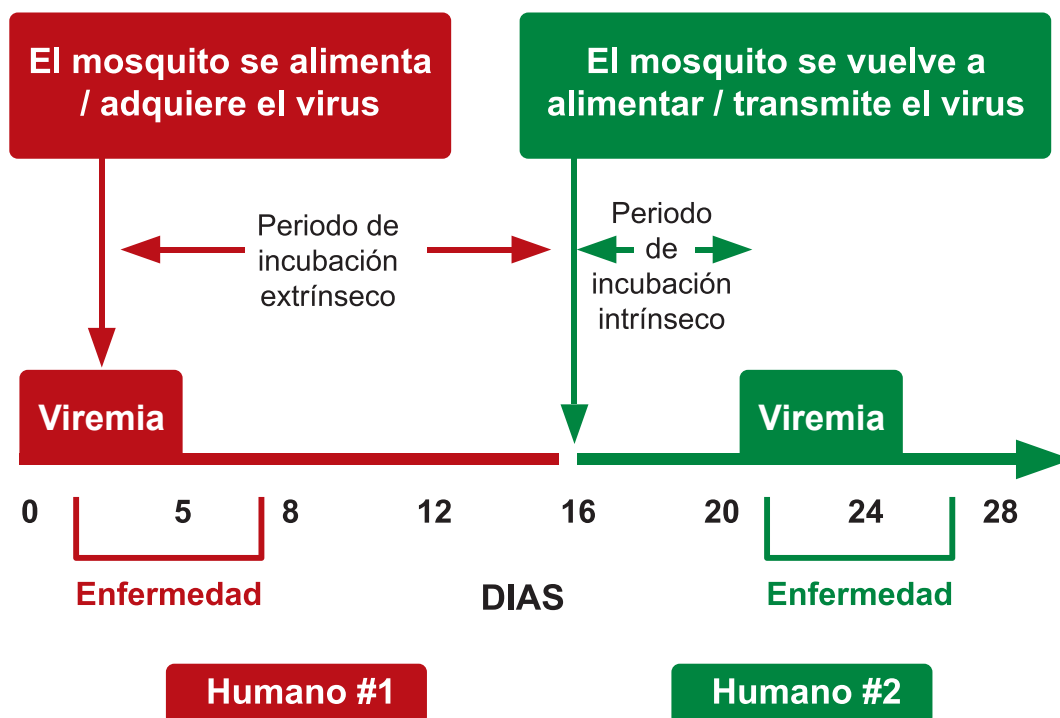 El mosquito se alimenta
/ adquiere el virus
El mosquito se vuelve a
alimentar / transmite el virus
Periodo de
incubación
extrínseco
Periodo
de
incubación
intrínseco
Viremia
Viremia
0 5 8 12 16 20 24 28
Enfermedad
DIAS
Enfermedad
Humano #1
Humano #2